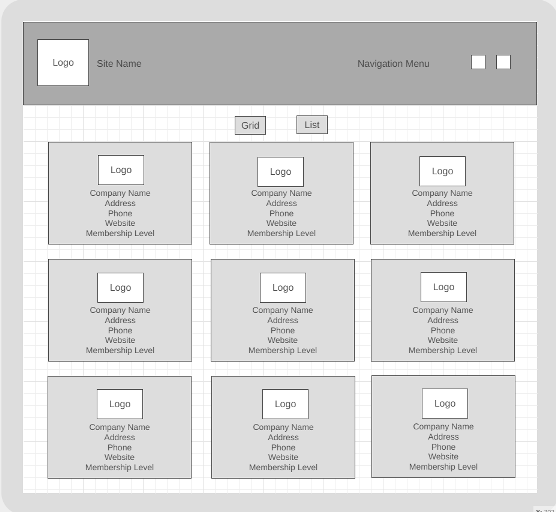 Logo
Site Name
Navigation Menu
Grid
List
Logo
Company Name
Address
Phone
Website
Membership Level
Logo
Company Name
Address
Phone
Website
Membership Level
Logo
Company Name
Address
Phone
Website
Membership Level
Logo
Company Name
Address
Phone
Website
Membership Level
Logo
Company Name
Address
Phone
Website
Membership Level
Logo
Company Name
Address
Phone
Website
Membership Level
Logo
Company Name
Address
Phone
Website
Membership Level
Logo
Company Name
Address
Phone
Website
Membership Level
Logo
Company Name
Address
Phone
Website
Membership Level